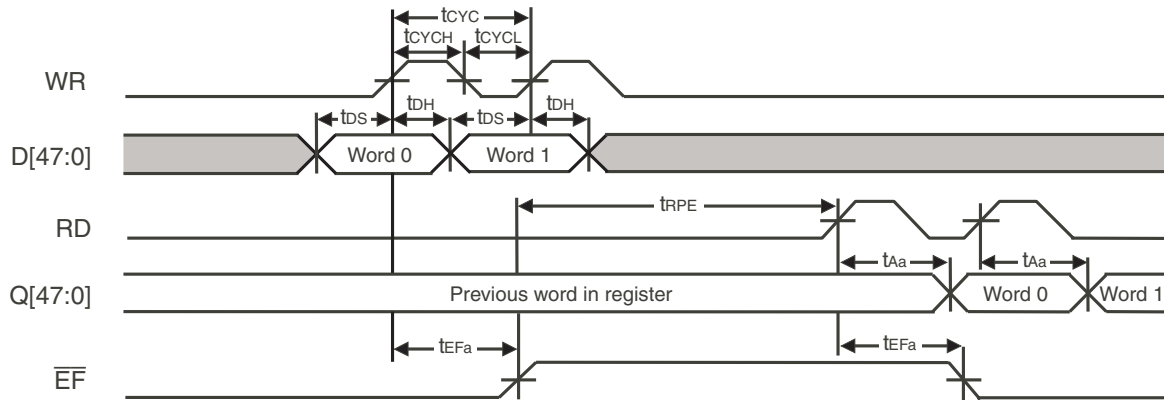 tCYC
tCYCH tCYCL
WR
tDS tDH tDS tDH
D[47:0] Word 0 Word 1
tRPE
RD
tAa tAa
Q[47:0] Previous word in register Word 0 Word 1
tEFa tEFa
EF